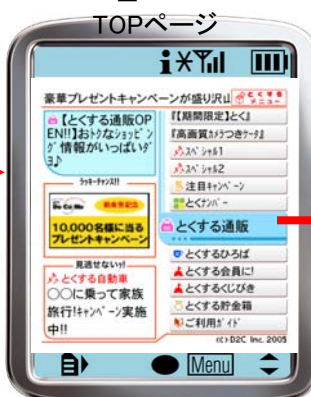 TOPページ
豪華プレゼントキャンペーンが盛り沢山
とくする
メニュー
【とくする通販OP
EN!!】おトクなショッピン
グ情報がいっぱいダ
ヨ♪
ラッキーチャンス!!
10,000名様に当る
プレゼントキャンペーン
見逃せないッ!
とくする自動車
○○に乗って家族
旅行!キャンペーン実施
中!!
『【期間限定】とく』
『高画質カメラつきケータ』
スペシャル1
スペシャル2
注目キャンペーン
とくナンバー
とくする通販
とくするひろば
とくする会員に!
とくするくじびき
とくする貯金箱
ご利用ガイド
(c) D2C Inc. 2005
Menu